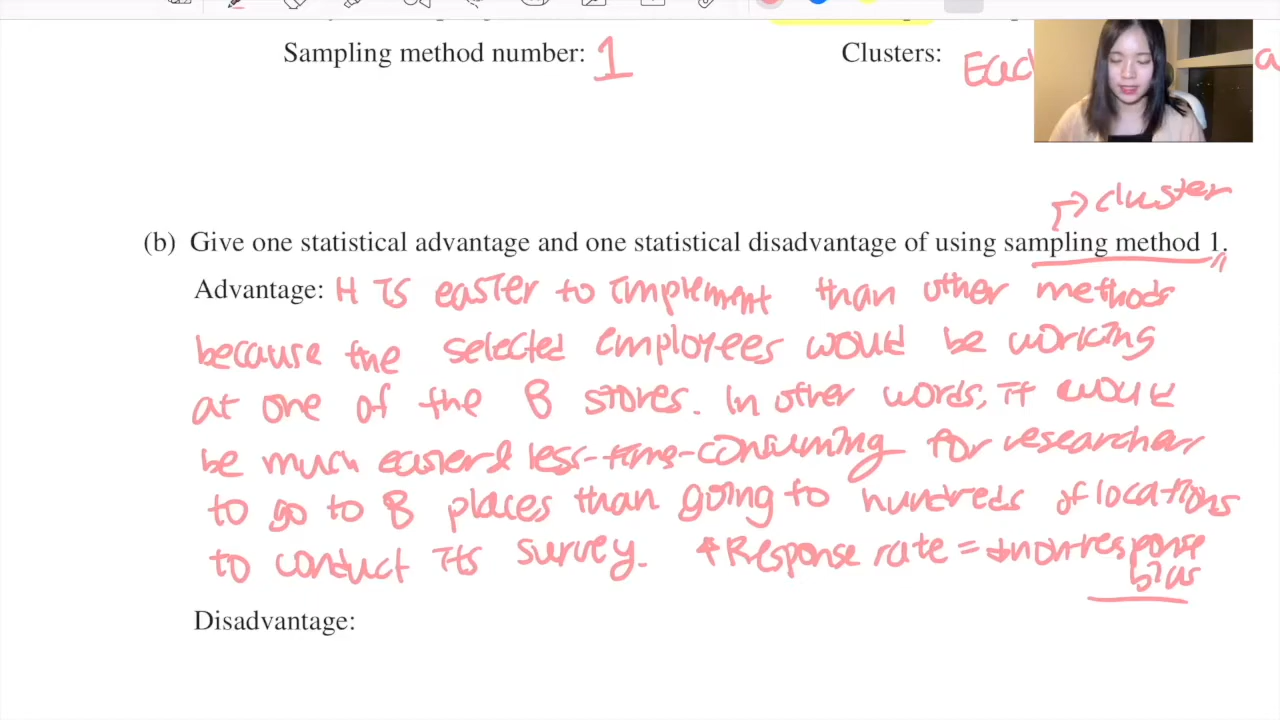 Sampling method number: 1
Clusters: Each
a
→ cluster
(b) Give one statistical advantage and one statistical disadvantage of using sampling method 1.
Advantage: It is easier to implement than other methods
because the selected employees would be working
at one of the 8 stores. In other words, it would
be much easier & less-time-consuming for researchers
to go to 8 places than going to hundreds of locations
to conduct its survey. ↑Response rate = ↓non-response
bias
Disadvantage: